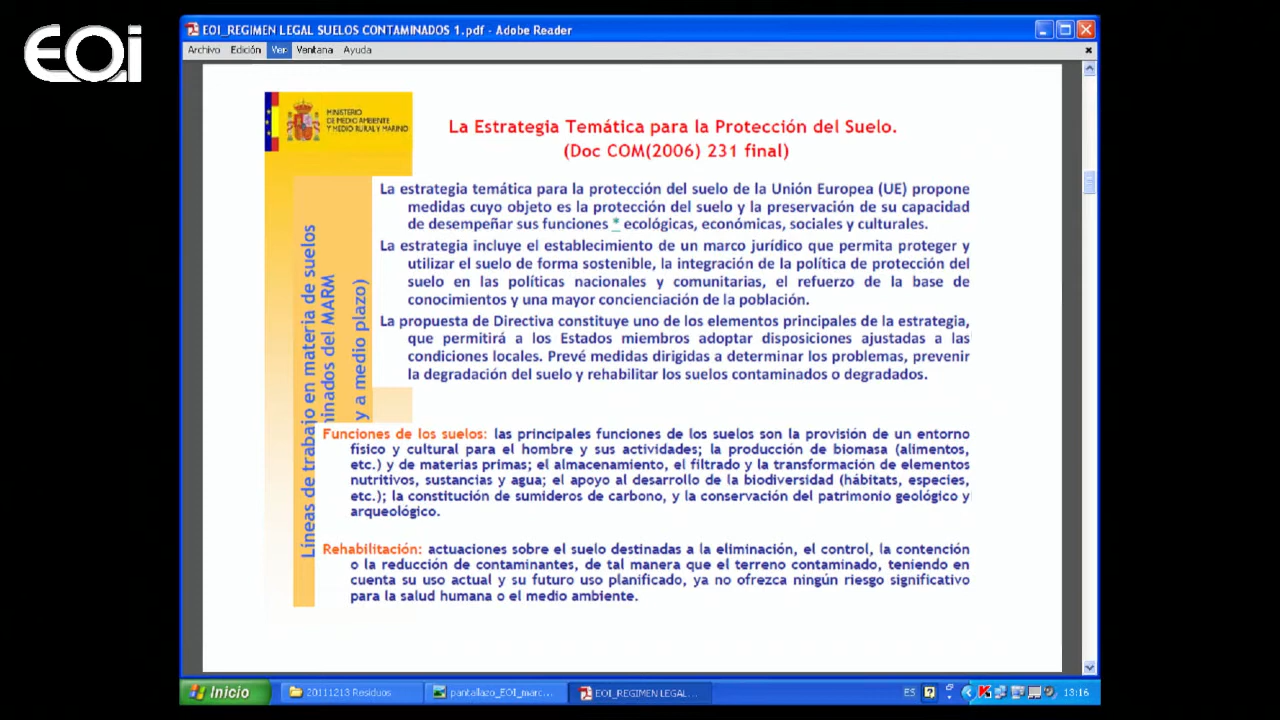 EOi
EOI_REGIMEN LEGAL SUELOS CONTAMINADOS 1.pdf - Adobe Reader
Archivo Edición Ver Ventana Ayuda
MINISTERIO
DE MEDIO AMBIENTE
Y MEDIO RURAL Y MARINO
La Estrategia Temática para la Protección del Suelo.
(Doc COM(2006) 231 final)
La estrategia temática para la protección del suelo de la Unión Europea (UE) propone
medidas cuyo objeto es la protección del suelo y la preservación de su capacidad
de desempeñar sus funciones * ecológicas, económicas, sociales y culturales.
La estrategia incluye el establecimiento de un marco jurídico que permita proteger y
utilizar el suelo de forma sostenible, la integración de la política de protección del
suelo en las políticas nacionales y comunitarias, el refuerzo de la base de
conocimientos y una mayor concienciación de la población.
La propuesta de Directiva constituye uno de los elementos principales de la estrategia,
que permitirá a los Estados miembros adoptar disposiciones ajustadas a las
condiciones locales. Prevé medidas dirigidas a determinar los problemas, prevenir
la degradación del suelo y rehabilitar los suelos contaminados o degradados.
Líneas de trabajo en materia de suelos
minados del MARM
y a medio plazo)
Funciones de los suelos: las principales funciones de los suelos son la provisión de un entorno
físico y cultural para el hombre y sus actividades; la producción de biomasa (alimentos,
etc.) y de materias primas; el almacenamiento, el filtrado y la transformación de elementos
nutritivos, sustancias y agua; el apoyo al desarrollo de la biodiversidad (hábitats, especies,
etc.); la constitución de sumideros de carbono, y la conservación del patrimonio geológico y
arqueológico.
Rehabilitación: actuaciones sobre el suelo destinadas a la eliminación, el control, la contención
o la reducción de contaminantes, de tal manera que el terreno contaminado, teniendo en
cuenta su uso actual y su futuro uso planificado, ya no ofrezca ningún riesgo significativo
para la salud humana o el medio ambiente.
Inicio 20111213 Residuos pantallazo_EOI_marc... EOI_REGIMEN LEGAL... ES 13:16